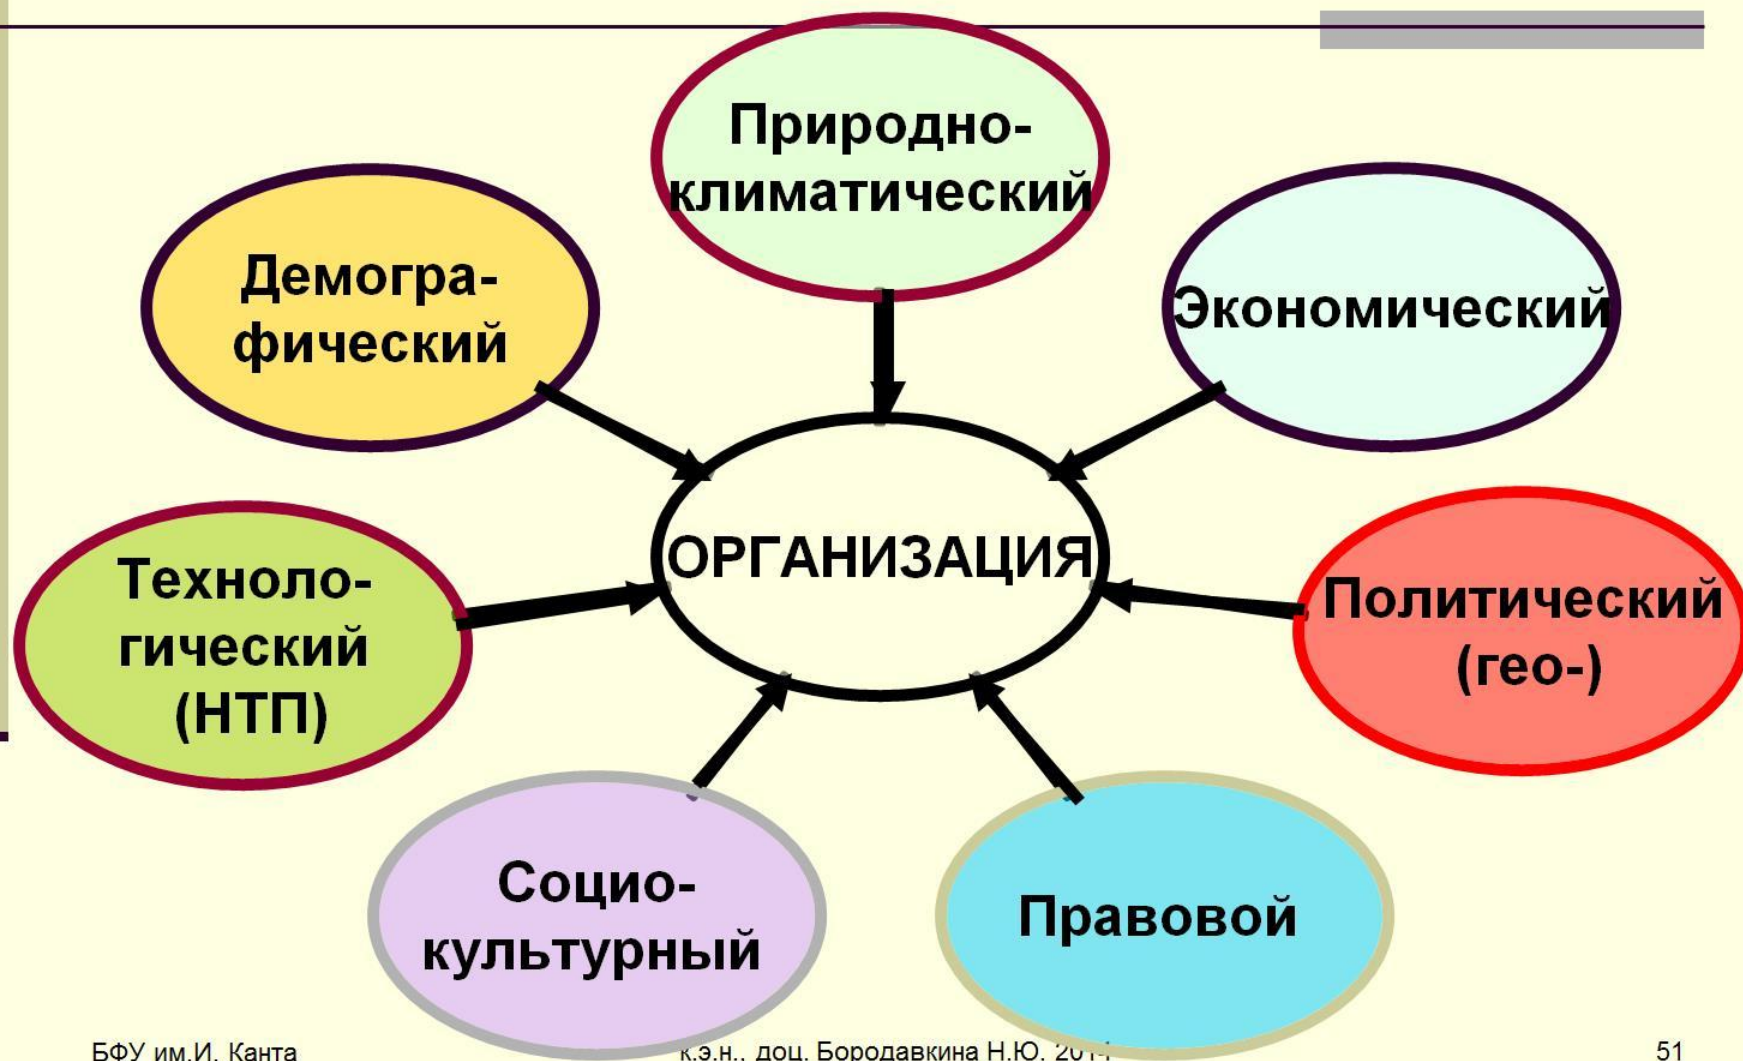 Природно-
климатический
Демогра-
фический
Экономический
ОРГАНИЗАЦИЯ
Техноло-
гический
(НТП)
Политический
(гео-)
Социо-
культурный
Правовой
БФУ им.И. Канта
к.э.н., доц. Бородавкина Н.Ю. 2014
51